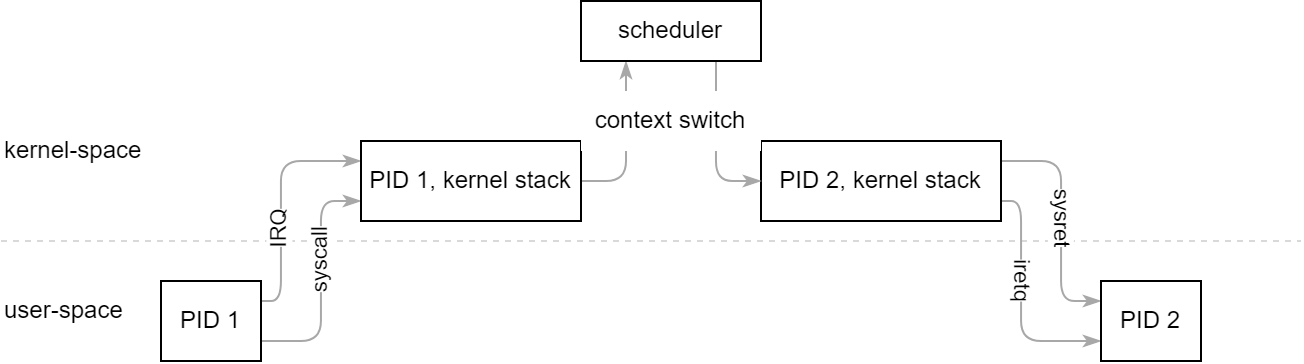 scheduler
context switch
kernel-space
PID 1, kernel stack
PID 2, kernel stack
IRQ
syscall
sysret
iretq
user-space
PID 1
PID 2